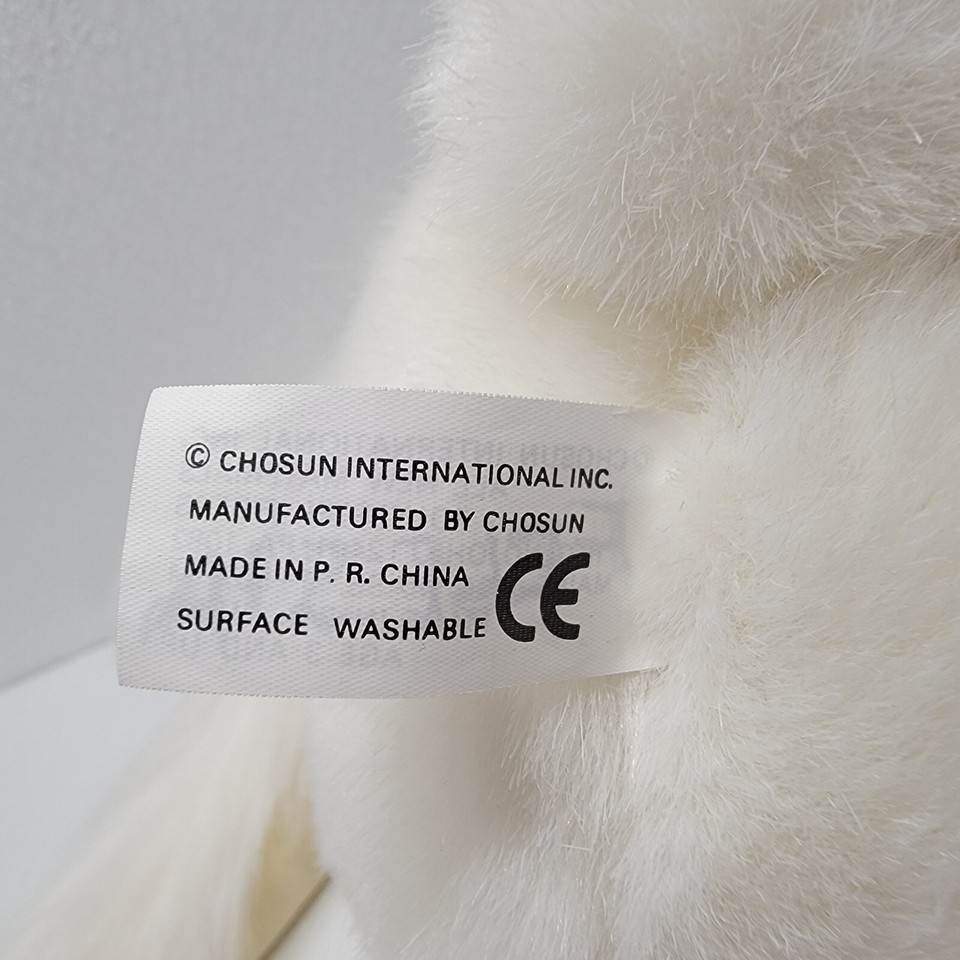 © CHOSUN INTERNATIONAL INC.
MANUFACTURED BY CHOSUN
MADE IN P. R. CHINA
SURFACE WASHABLE CE